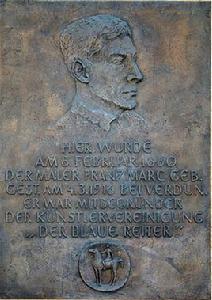 HIER WURDE
AM 8. FEBRUAR 1880
DER MALER FRANZ MARC GEB.
GEST. AM 4.3.1916 BEI VERDUN.
ER WAR MITBEGRÜNDER
DER KÜNSTLERVEREINIGUNG
„DER BLAUE REITER"